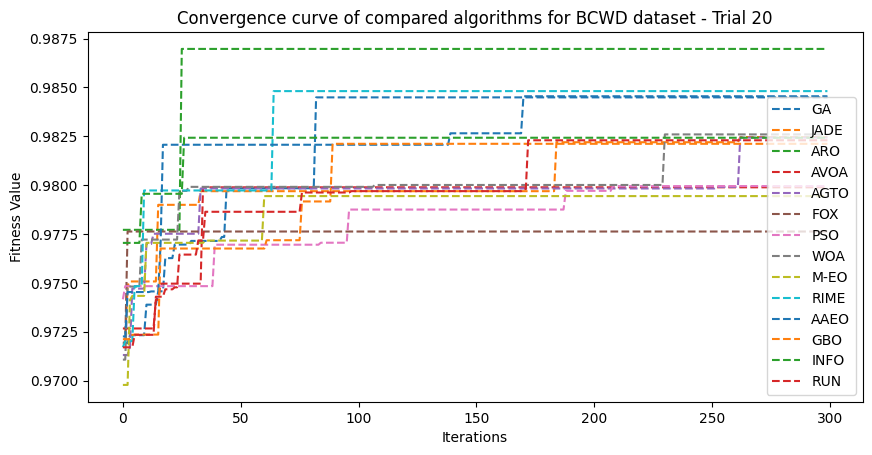 Convergence curve of compared algorithms for BCWD dataset - Trial 20
Fitness Value
0.9875
0.9850
0.9825
0.9800
0.9775
0.9750
0.9725
0.9700
0
50
100
150
200
250
300
Iterations
GA
JADE
ARO
AVOA
AGTO
FOX
PSO
WOA
M-EO
RIME
AAEO
GBO
INFO
RUN